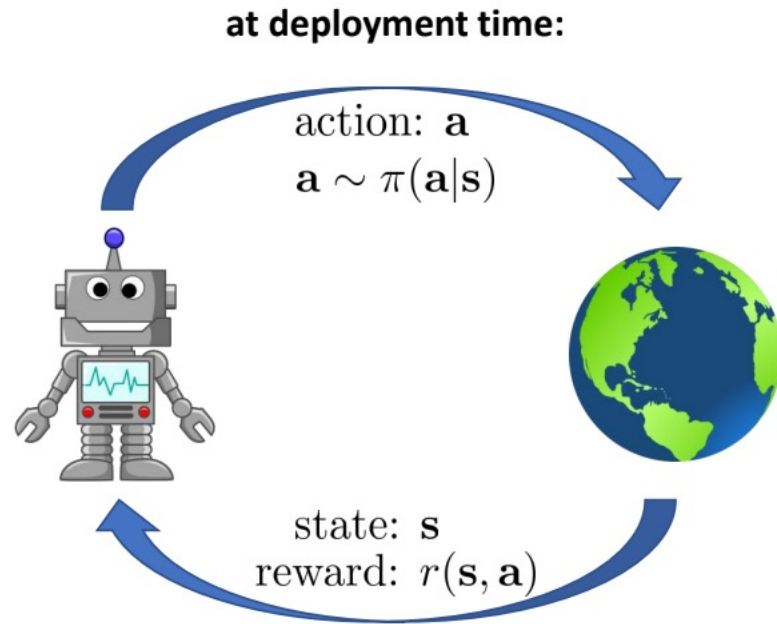 at deployment time:
action: a
a ∼ π(a|s)
state: s
reward: r(s, a)